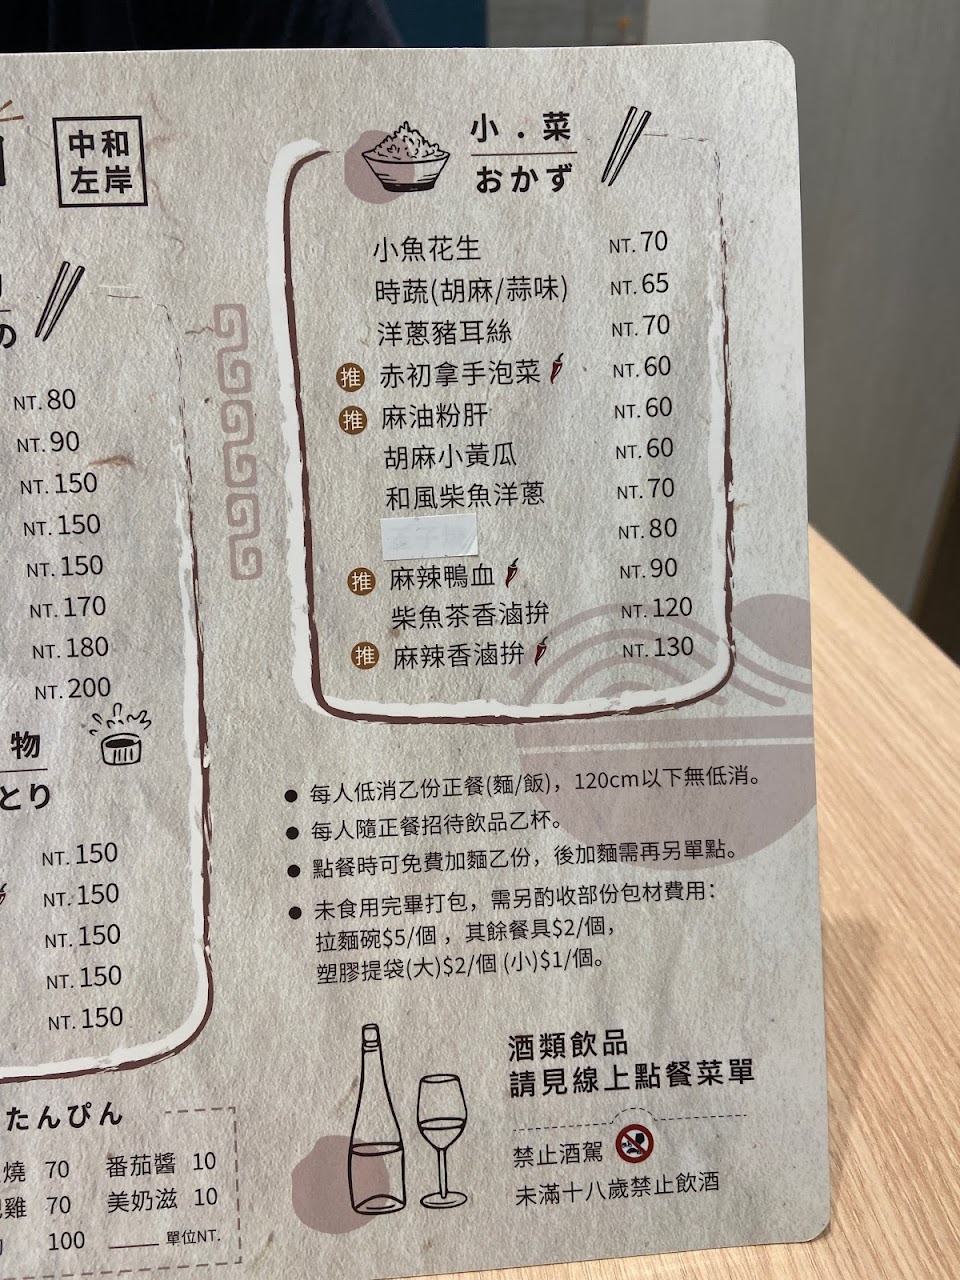 中和
左岸
の
NT. 80
NT. 90
NT. 150
NT. 150
NT. 150
NT. 170
NT. 180
NT. 200
物
とり
NT. 150
NT. 150
NT. 150
NT. 150
NT. 150
たんぴん
燒 70 番茄醬 10
雞 70 美奶滋 10
100 單位NT.
小.菜
おかず
小魚花生 NT. 70
時蔬(胡麻/蒜味) NT. 65
洋蔥豬耳絲 NT. 70
推 赤初拿手泡菜 NT. 60
推 麻油粉肝 NT. 60
胡麻小黃瓜 NT. 60
和風柴魚洋蔥 NT. 70
NT. 80
推 麻辣鴨血 NT. 90
柴魚茶香滷拚 NT. 120
推 麻辣香滷拚 NT. 130
● 每人低消乙份正餐(麵/飯)，120cm以下無低消。
● 每人隨正餐招待飲品乙杯。
● 點餐時可免費加麵乙份，後加麵需再另單點。
● 未食用完畢打包，需另酌收部份包材費用：
拉麵碗$5/個，其餘餐具$2/個，
塑膠提袋(大)$2/個 (小)$1/個。
酒類飲品
請見線上點餐菜單
禁止酒駕
未滿十八歲禁止飲酒